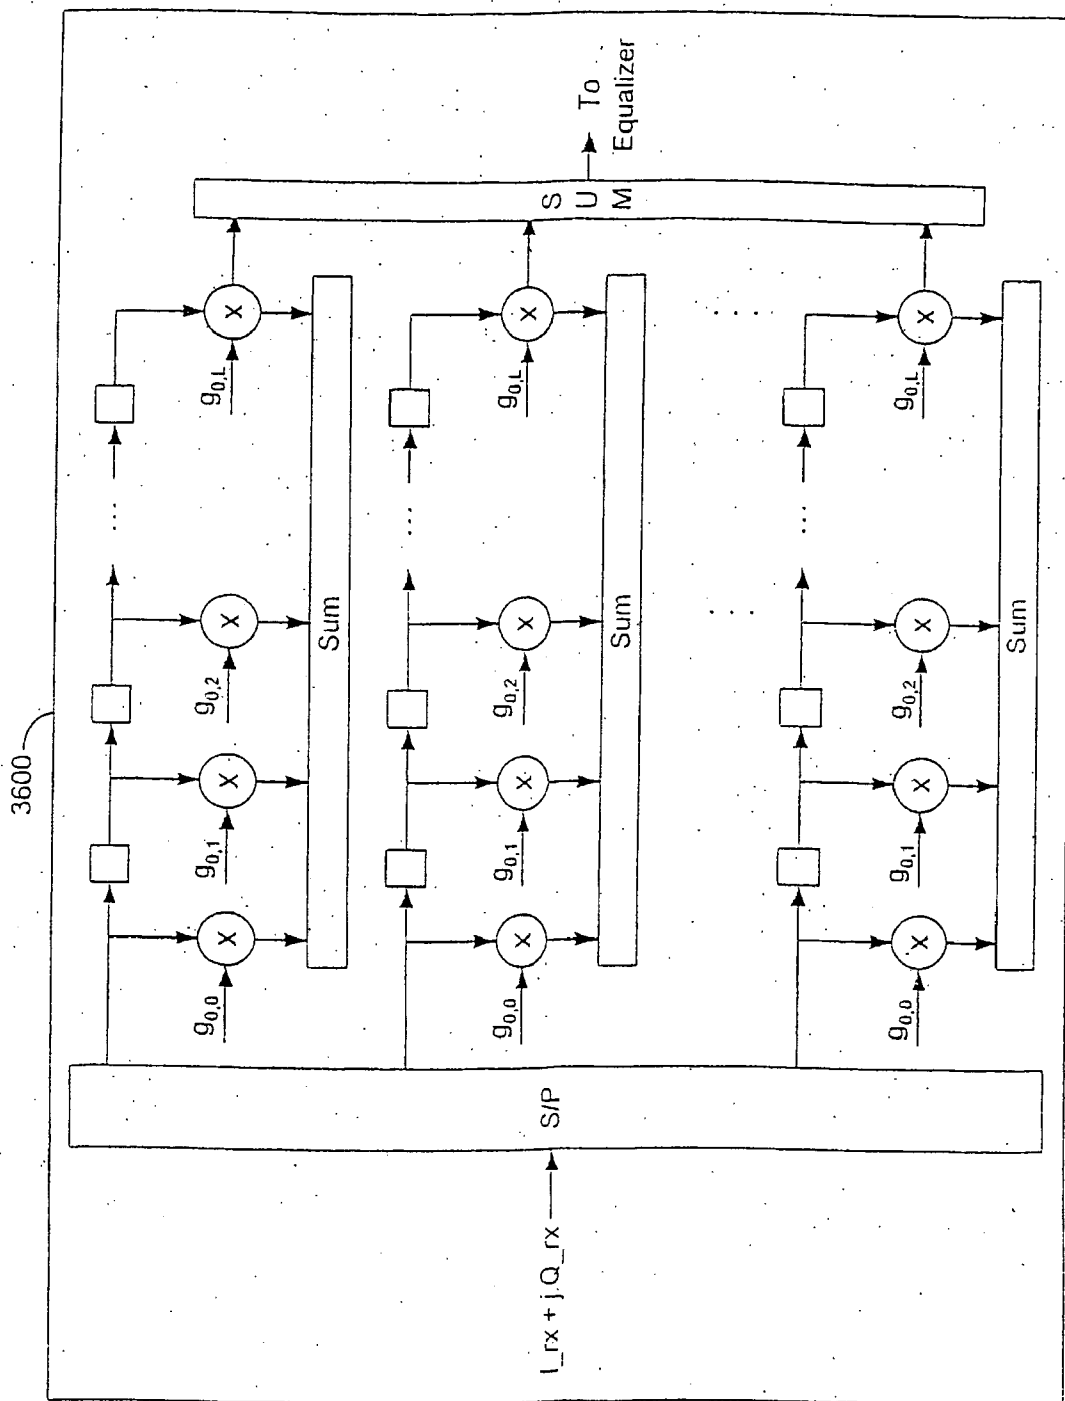 3600
I_rx + j.Q_rx
S/P
g0,0
g0,1
g0,2
...
g0,L
X
X
X
X
Sum
g0,0
g0,1
g0,2
...
g0,L
X
X
X
X
Sum
. . . .
. . . .
g0,0
g0,1
g0,2
...
g0,L
X
X
X
X
Sum
S
U
M
To
Equalizer